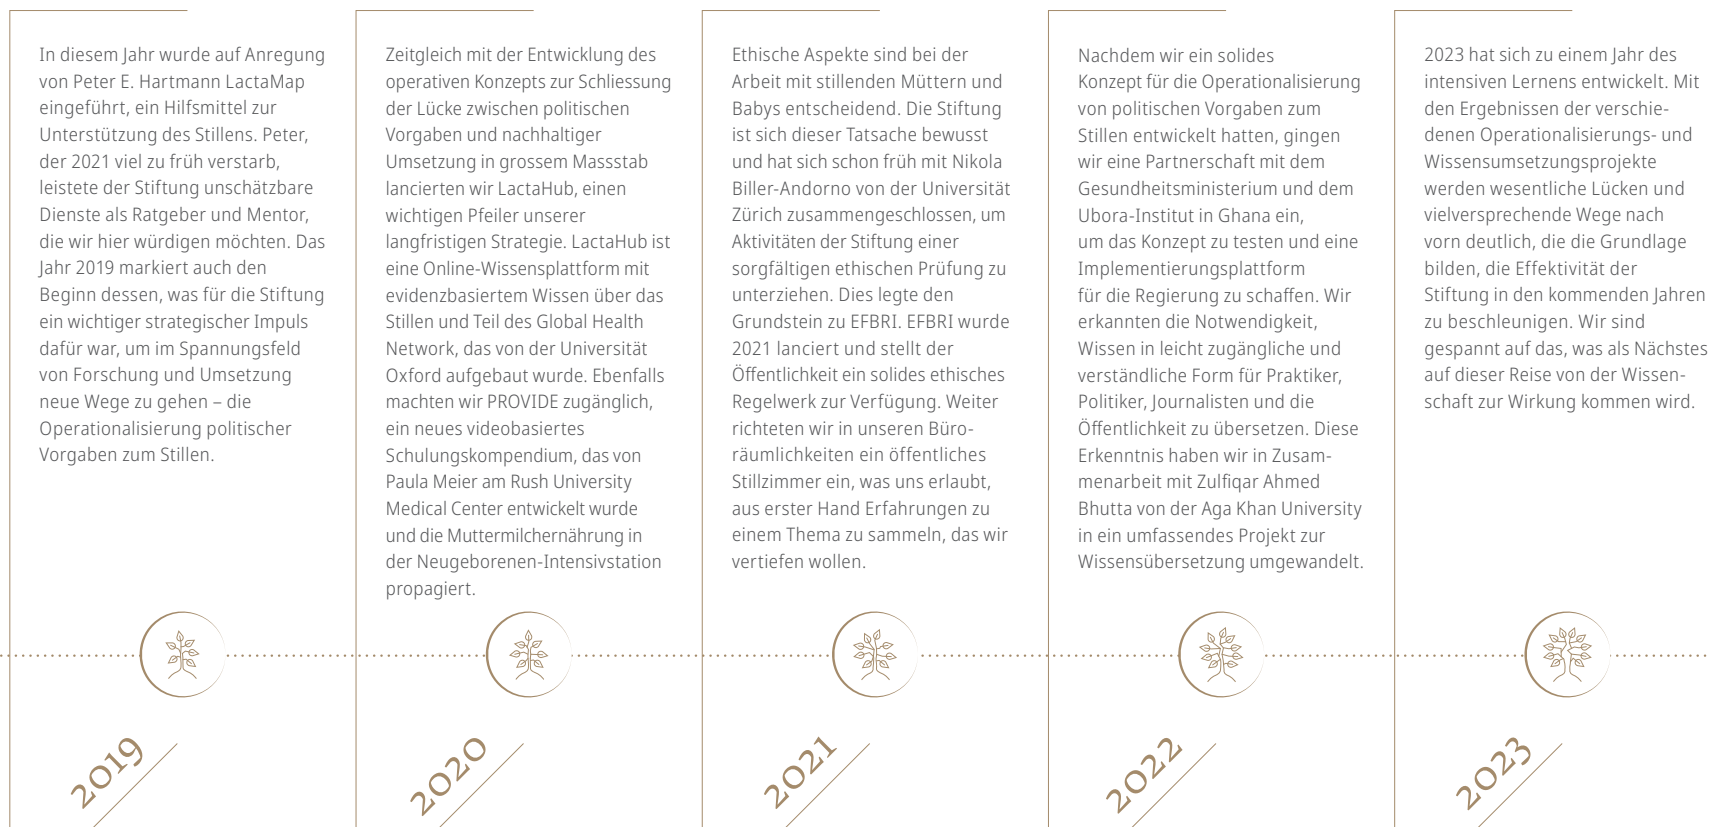 In diesem Jahr wurde auf Anregung
von Peter E. Hartmann LactaMap
eingeführt, ein Hilfsmittel zur
Unterstützung des Stillens. Peter,
der 2021 viel zu früh verstarb,
leistete der Stiftung unschätzbare
Dienste als Ratgeber und Mentor,
die wir hier würdigen möchten. Das
Jahr 2019 markiert auch den
Beginn dessen, was für die Stiftung
ein wichtiger strategischer Impuls
dafür war, um im Spannungsfeld
von Forschung und Umsetzung
neue Wege zu gehen – die
Operationalisierung politischer
Vorgaben zum Stillen.
2019
Zeitgleich mit der Entwicklung des
operativen Konzepts zur Schliessung
der Lücke zwischen politischen
Vorgaben und nachhaltiger
Umsetzung in grossem Massstab
lancierten wir LactaHub, einen
wichtigen Pfeiler unserer
langfristigen Strategie. LactaHub ist
eine Online-Wissensplattform mit
evidenzbasiertem Wissen über das
Stillen und Teil des Global Health
Network, das von der Universität
Oxford aufgebaut wurde. Ebenfalls
machten wir PROVIDE zugänglich,
ein neues videobasiertes
Schulungskompendium, das von
Paula Meier am Rush University
Medical Center entwickelt wurde
und die Muttermilchernährung in
der Neugeborenen-Intensivstation
propagiert.
2020
Ethische Aspekte sind bei der
Arbeit mit stillenden Müttern und
Babys entscheidend. Die Stiftung
ist sich dieser Tatsache bewusst
und hat sich schon früh mit Nikola
Biller-Andorno von der Universität
Zürich zusammengeschlossen, um
Aktivitäten der Stiftung einer
sorgfältigen ethischen Prüfung zu
unterziehen. Dies legte den
Grundstein zu EFBRI. EFBRI wurde
2021 lanciert und stellt der
Öffentlichkeit ein solides ethisches
Regelwerk zur Verfügung. Weiter
richteten wir in unseren Büro-
räumlichkeiten ein öffentliches
Stillzimmer ein, was uns erlaubt,
aus erster Hand Erfahrungen zu
einem Thema zu sammeln, das wir
vertiefen wollen.
2021
Nachdem wir ein solides
Konzept für die Operationalisierung
von politischen Vorgaben zum
Stillen entwickelt hatten, gingen
wir eine Partnerschaft mit dem
Gesundheitsministerium und dem
Ubora-Institut in Ghana ein,
um das Konzept zu testen und eine
Implementierungsplattform
für die Regierung zu schaffen. Wir
erkannten die Notwendigkeit,
Wissen in leicht zugängliche und
verständliche Form für Praktiker,
Politiker, Journalisten und die
Öffentlichkeit zu übersetzen. Diese
Erkenntnis haben wir in Zusam-
menarbeit mit Zulfiqar Ahmed
Bhutta von der Aga Khan University
in ein umfassendes Projekt zur
Wissensübersetzung umgewandelt.
2022
2023 hat sich zu einem Jahr des
intensiven Lernens entwickelt. Mit
den Ergebnissen der verschie-
denen Operationalisierungs- und
Wissensumsetzungsprojekte
werden wesentliche Lücken und
vielversprechende Wege nach
vorn deutlich, die die Grundlage
bilden, die Effektivität der
Stiftung in den kommenden Jahren
zu beschleunigen. Wir sind
gespannt auf das, was als Nächstes
auf dieser Reise von der Wissen-
schaft zur Wirkung kommen wird.
2023